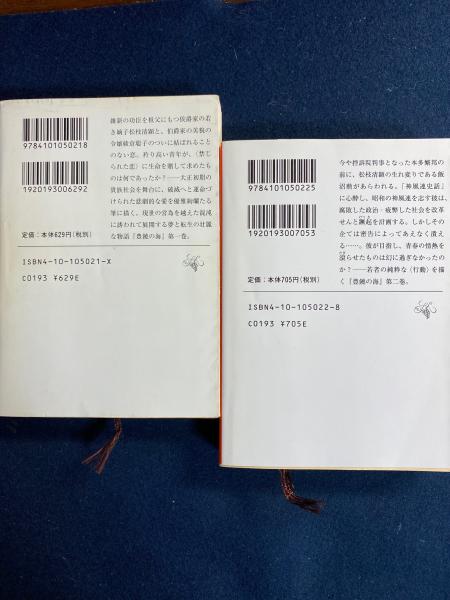 9784101050218
1920193006292
定価：本体629円（税別）
ISBN4-10-105021-X
C0193 ¥629E
維新の功臣を祖父にもつ侯爵家の若
き嫡子松枝清顕と、伯爵家の美貌の
令嬢綾倉聡子のついに結ばれること
のない恋。矜り高い青年が、〈禁じ
られた恋〉に生命を賭して求めたも
のは何であったか？――大正初期の
貴族社会を舞台に、破滅へと運命づ
けられた悲劇的な愛を優雅絢爛たる
筆に描く。現世の営為を越えた混沌
に誘われて展開する夢と転生の壮麗
な物語『豊饒の海』第一巻。
9784101050225
1920193007053
定価：本体705円（税別）
ISBN4-10-105022-8
C0193 ¥705E
今や控訴院判事となった本多繁邦の
前に、松枝清顕の生れ変りである飯
沼勲があらわれる。「神風連史話」
に心酔し、昭和の神風連を志す彼は、
腐敗した政治・疲弊した社会を改革
せんと蹶起を計画する。しかしその
企ては密告によってあえなく潰え
る……。彼が目指し、青春の情熱を
滾らせたものは幻に過ぎなかったの
か？――若者の純粋な〈行動〉を描
く『豊饒の海』第二巻。